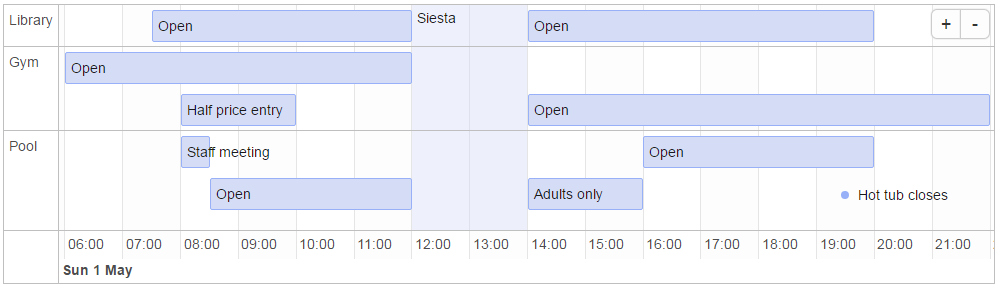 Library
Open
Siesta
Open
+ -
Gym
Open
Half price entry
Open
Pool
Staff meeting
Open
Open
Adults only
Hot tub closes
06:00 07:00 08:00 09:00 10:00 11:00 12:00 13:00 14:00 15:00 16:00 17:00 18:00 19:00 20:00 21:00
Sun 1 May